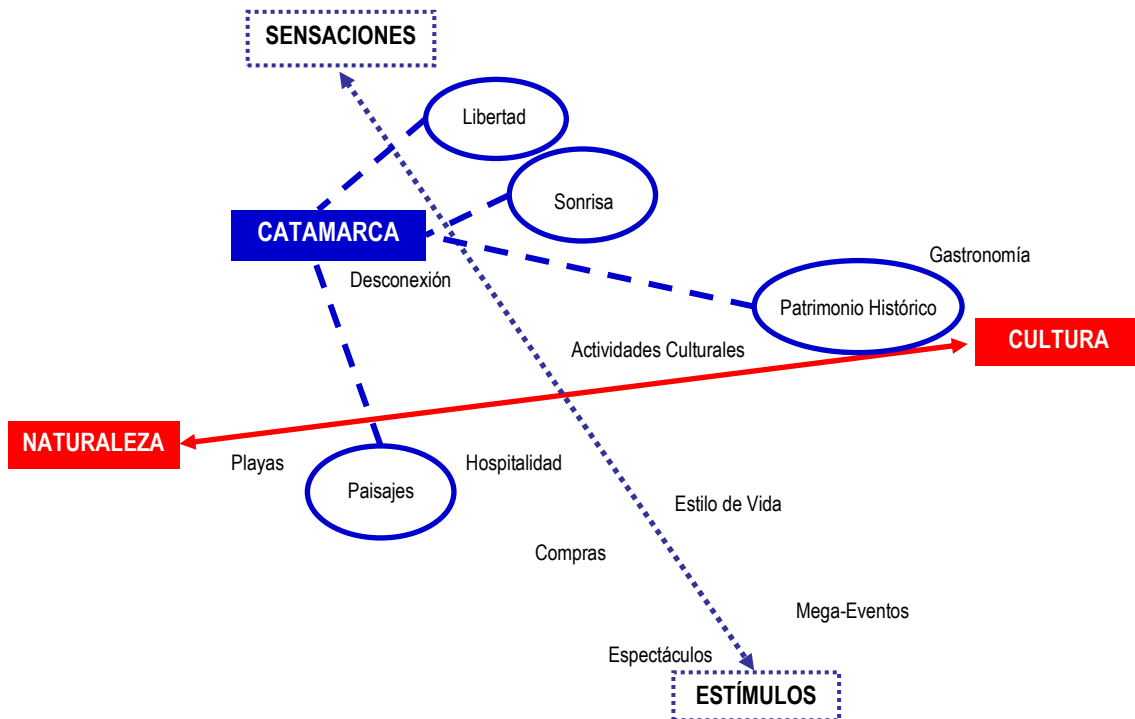 SENSACIONES
Libertad
Sonrisa
CATAMARCA
Gastronomía
Desconexión
Patrimonio Histórico
CULTURA
Actividades Culturales
NATURALEZA
Playas
Hospitalidad
Paisajes
Estilo de Vida
Compras
Mega-Eventos
Espectáculos
ESTÍMULOS